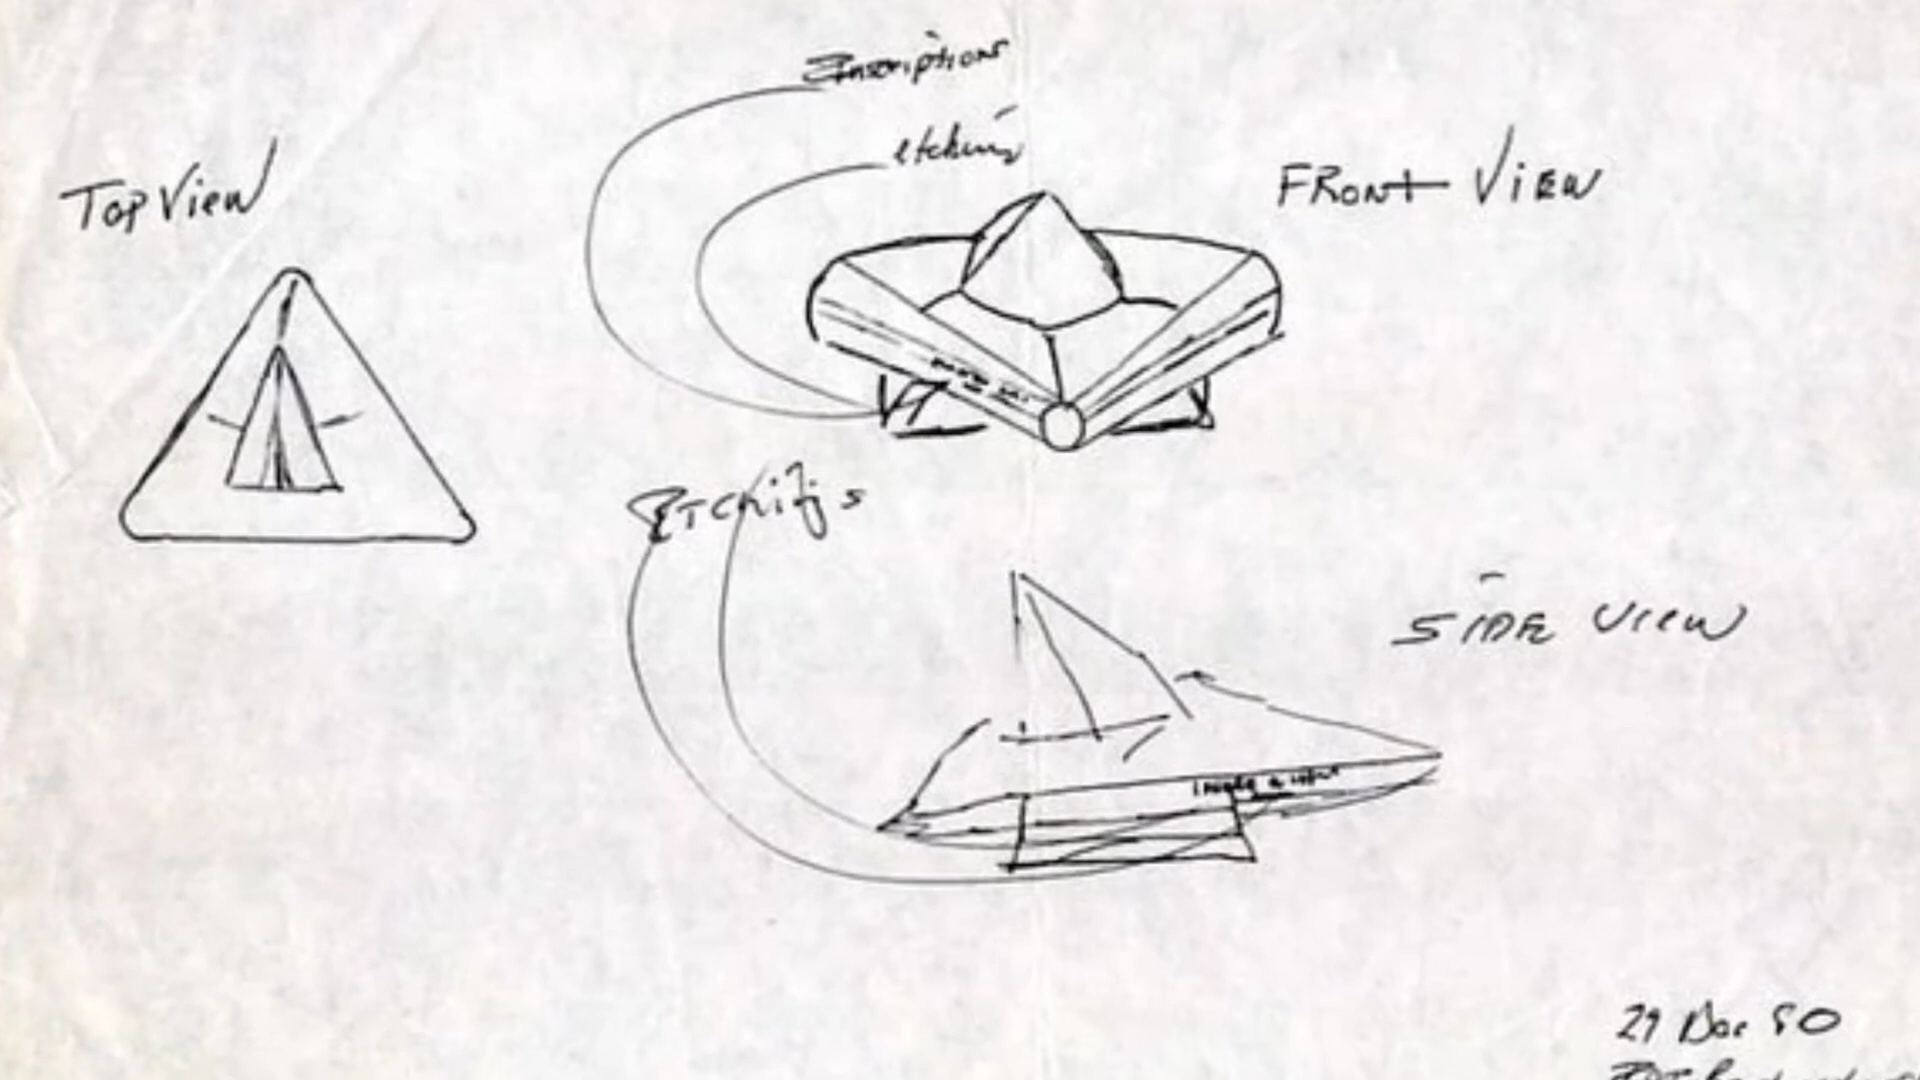 Inscriptions
etching
Top View
FRont View
Etchings
SIDE VIEW
29 Dec 80